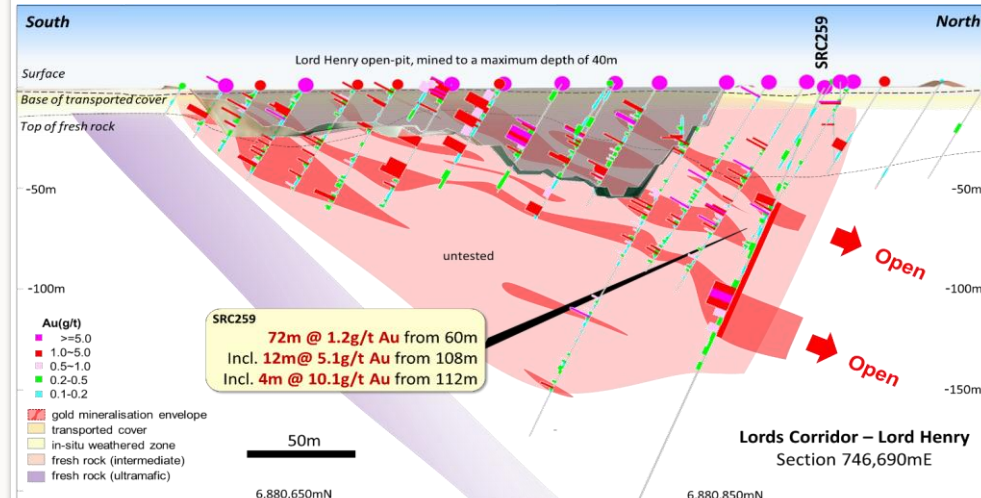 South
North
SRC259
Lord Henry open-pit, mined to a maximum depth of 40m
Surface
Base of transported cover
Top of fresh rock
-50m
-50m
untested
Open
-100m
-100m
Open
SRC259
72m @ 1.2g/t Au from 60m
Incl. 12m@ 5.1g/t Au from 108m
Incl. 4m @ 10.1g/t Au from 112m
Au(g/t)
>=5.0
1.0~5.0
0.5~1.0
0.2-0.5
0.1-0.2
-150m
-150m
gold mineralisation envelope
transported cover
in-situ weathered zone
fresh rock (intermediate)
fresh rock (ultramafic)
50m
Lords Corridor – Lord Henry
Section 746,690mE
6,880,650mN
6,880,850mN